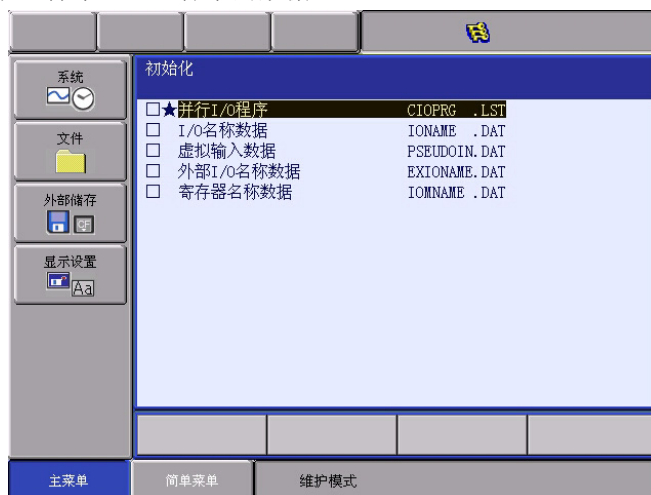 系统
文件
外部储存
CF
显示设置
Aa
初始化
★并行I/O程序 CIOPRG .LST
I/O名称数据 IONAME .DAT
虚拟输入数据 PSEUDOIN.DAT
外部I/O名称数据 EXIONAME.DAT
寄存器名称数据 IOMNAME .DAT
主菜单
简单菜单
维护模式